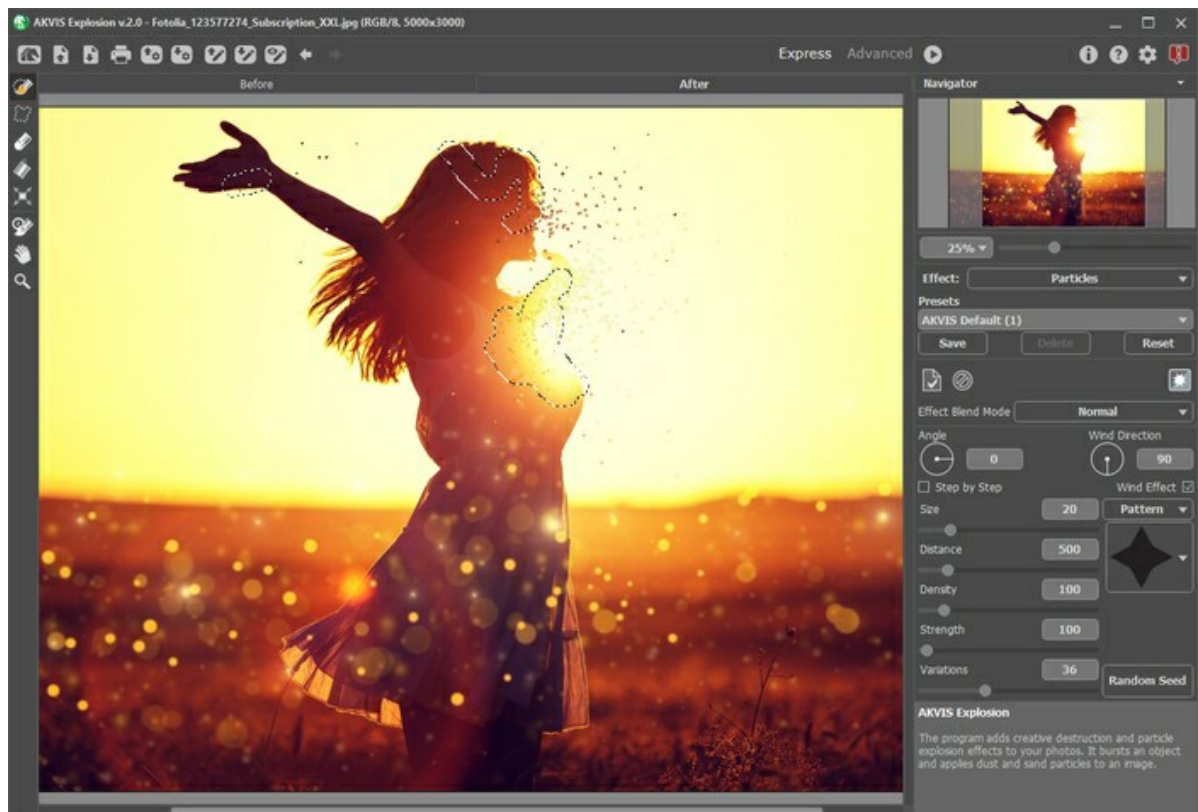 AKVIS Explosion v.2.0 - Fotolia_123577274_Subscription_XXL.jpg (RGB/8, 5000x3000)
Express Advanced
Before After
Navigator
25%
Effect: Particles
Presets
AKVIS Default (1)
Save Delete Reset
Effect Blend Mode Normal
Angle Wind Direction
0 90
Step by Step Wind Effect
Size 20 Pattern
Distance 500
Density 100
Strength 100
Variations 36
Random Seed
AKVIS Explosion
The program adds creative destruction and particle
explosion effects to your photos. It bursts an object
and applies dust and sand particles to an image.